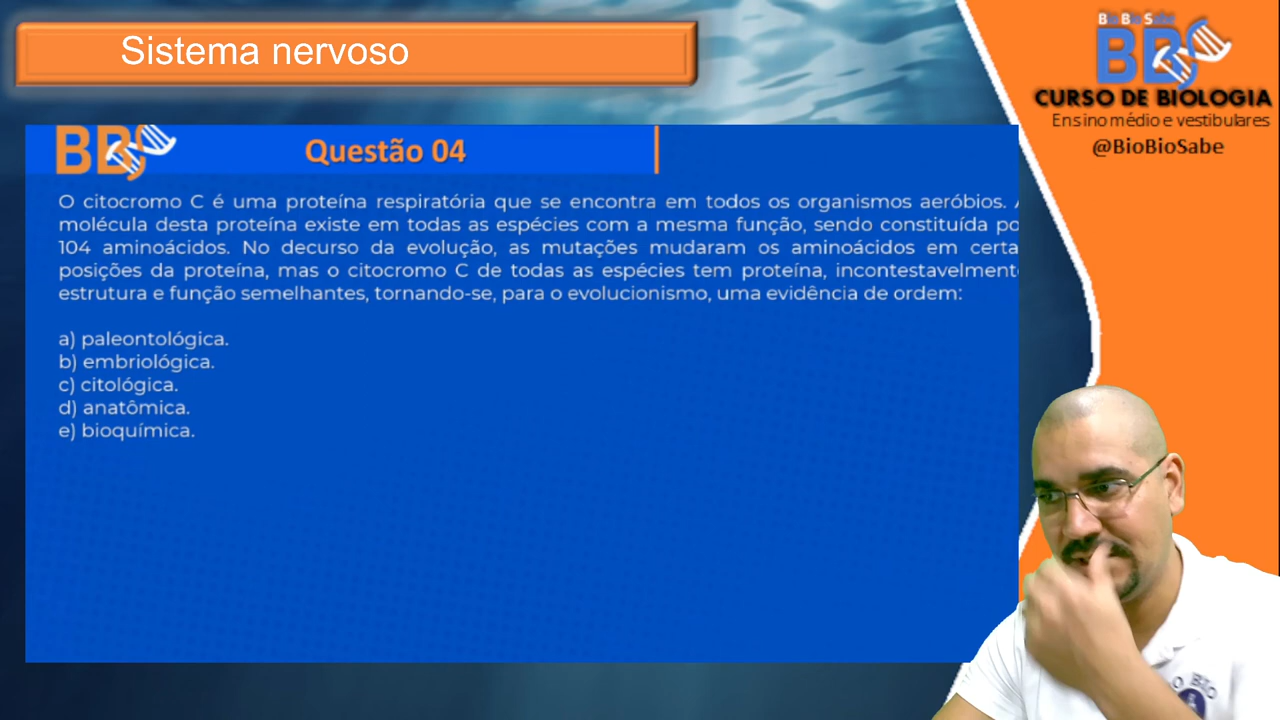 Sistema nervoso
Bio Bio Sabe
CURSO DE BIOLOGIA
Ensino médio e vestibulares
@BioBioSabe
Questão 04
O citocromo C é uma proteína respiratória que se encontra em todos os organismos aeróbios.
molécula desta proteína existe em todas as espécies com a mesma função, sendo constituída
104 aminoácidos. No decurso da evolução, as mutações mudaram os aminoácidos em
posições da proteína, mas o citocromo C de todas as espécies tem proteína,
estrutura e função semelhantes, tornando-se, para o evolucionismo, uma evidência de ordem:
a) paleontológica.
b) embriológica.
c) citológica.
d) anatômica.
e) bioquímica.